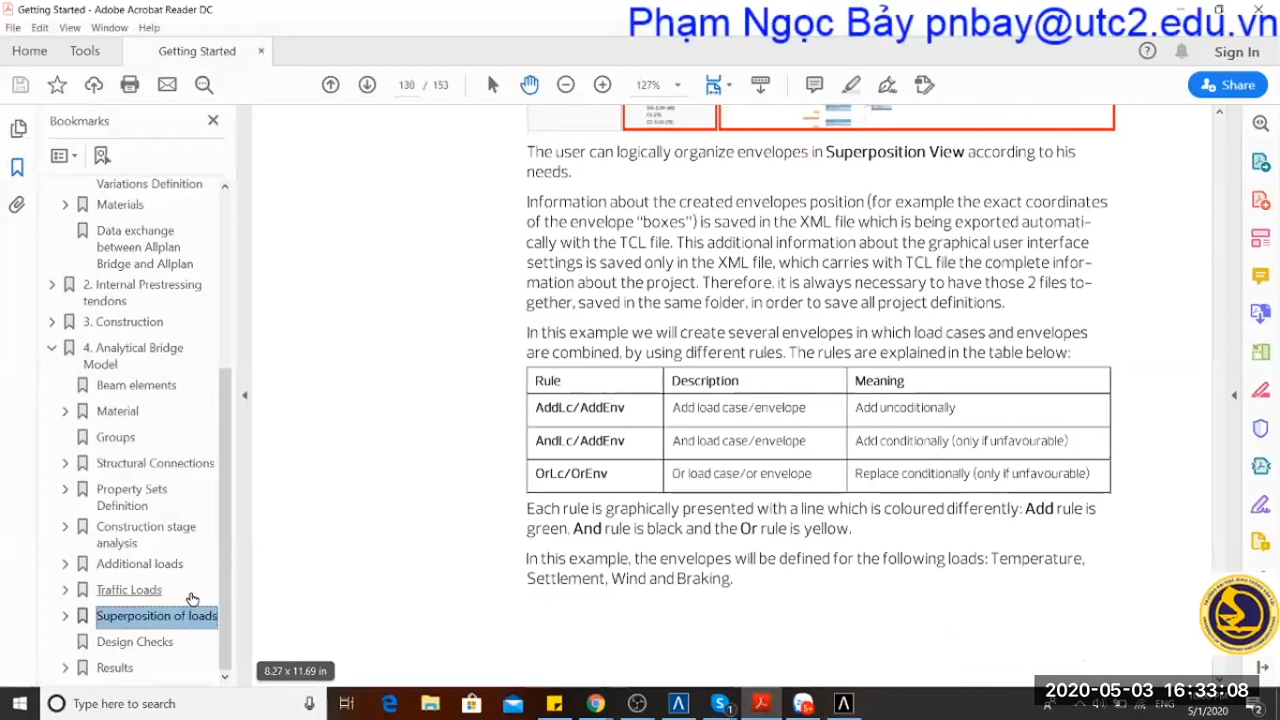 Getting Started - Adobe Acrobat Reader DC
Phạm Ngọc Bảy pnbay@utc2.edu.vn
File Edit View Window Help
Home Tools Getting Started × Sign In
130 / 153 127% Share
Bookmarks
Variations Definition
Materials
Data exchange
between Allplan
Bridge and Allplan
2. Internal Prestressing
tendons
3. Construction
4. Analytical Bridge
Model
Beam elements
Material
Groups
Structural Connections
Property Sets
Definition
Construction stage
analysis
Additional loads
Traffic Loads
Superposition of loads
Design Checks
Results
The user can logically organize envelopes in Superposition View according to his
needs.
Information about the created envelopes position (for example the exact coordinates
of the envelope “boxes”) is saved in the XML file which is being exported automati-
cally with the TCL file. This additional information about the graphical user interface
settings is saved only in the XML file, which carries with TCL file the complete infor-
mation about the project. Therefore, it is always necessary to have those 2 files to-
gether, saved in the same folder, in order to save all project definitions.
In this example we will create several envelopes in which load cases and envelopes
are combined, by using different rules. The rules are explained in the table below:
Rule Description Meaning
AddLc/AddEnv Add load case/envelope Add uncoditionally
AndLc/AddEnv And load case/envelope Add conditionally (only if unfavourable)
OrLc/OrEnv Or load case/or envelope Replace conditionally (only if unfavourable)
Each rule is graphically presented with a line which is coloured differently: Add rule is
green, And rule is black and the Or rule is yellow.
In this example, the envelopes will be defined for the following loads: Temperature,
Settlement, Wind and Braking.
8.27 x 11.69 in
Type here to search
2020-05-03 16:33:08
ENG
5/1/2020